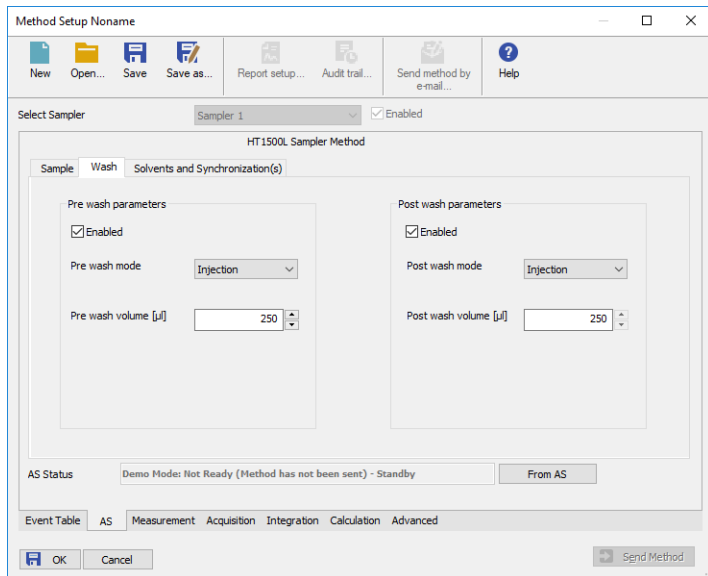 Method Setup Noname
New Open... Save Save as... Report setup... Audit trail... Send method by e-mail... Help
Select Sampler Sampler 1 Enabled
HT1500L Sampler Method
Sample Wash Solvents and Synchronization(s)
Pre wash parameters Post wash parameters
Enabled Enabled
Pre wash mode Injection Post wash mode Injection
Pre wash volume [µl] 250 Post wash volume [µl] 250
AS Status Demo Mode: Not Ready (Method has not been sent) - Standby From AS
Event Table AS Measurement Acquisition Integration Calculation Advanced
OK Cancel Send Method